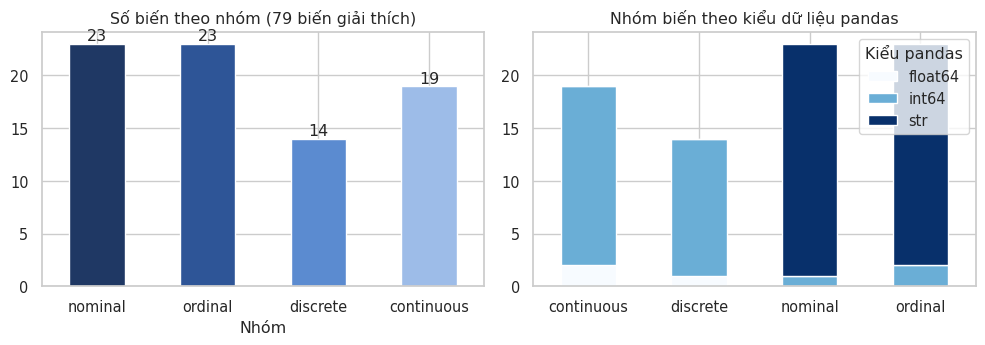 Số biến theo nhóm (79 biến giải thích)
23
23
14
19
20
15
10
5
0
nominal
ordinal
discrete
continuous
Nhóm
Nhóm biến theo kiểu dữ liệu pandas
Kiểu pandas
float64
int64
str
20
15
10
5
0
continuous
discrete
nominal
ordinal